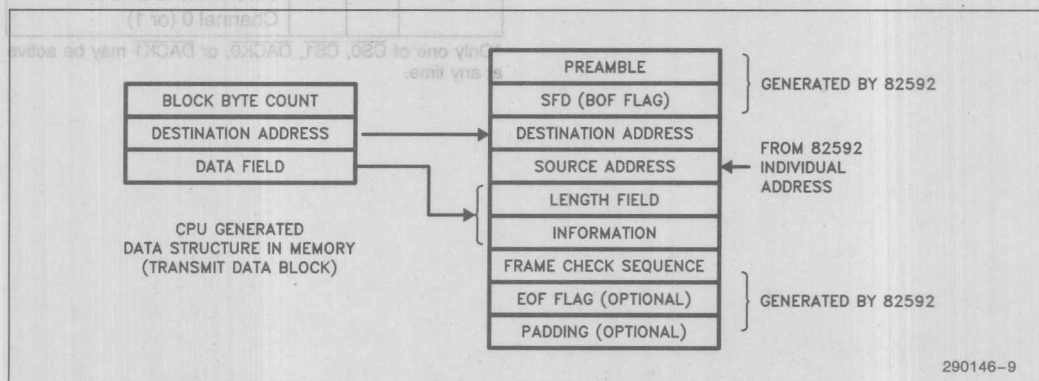 Channel 0 (or 1)
*Only one of CS0, CS1, DACK0, or DACK1 may be active
at any time.
BLOCK BYTE COUNT
DESTINATION ADDRESS
DATA FIELD
CPU GENERATED
DATA STRUCTURE IN MEMORY
(TRANSMIT DATA BLOCK)
PREAMBLE
SFD (BOF FLAG)
DESTINATION ADDRESS
SOURCE ADDRESS
LENGTH FIELD
INFORMATION
FRAME CHECK SEQUENCE
EOF FLAG (OPTIONAL)
PADDING (OPTIONAL)
GENERATED BY 82592
FROM 82592
INDIVIDUAL
ADDRESS
GENERATED BY 82592
290146-9